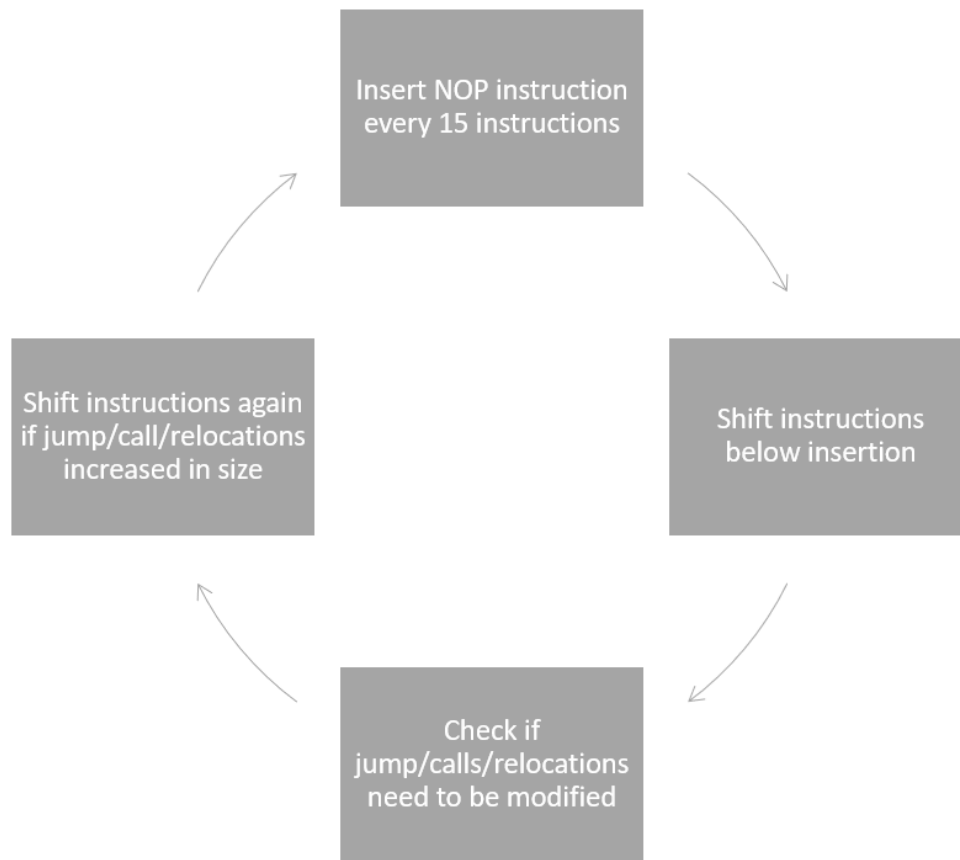 Insert NOP instruction
every 15 instructions
Shift instructions
below insertion
Check if
jump/calls/relocations
need to be modified
Shift instructions again
if jump/call/relocations
increased in size